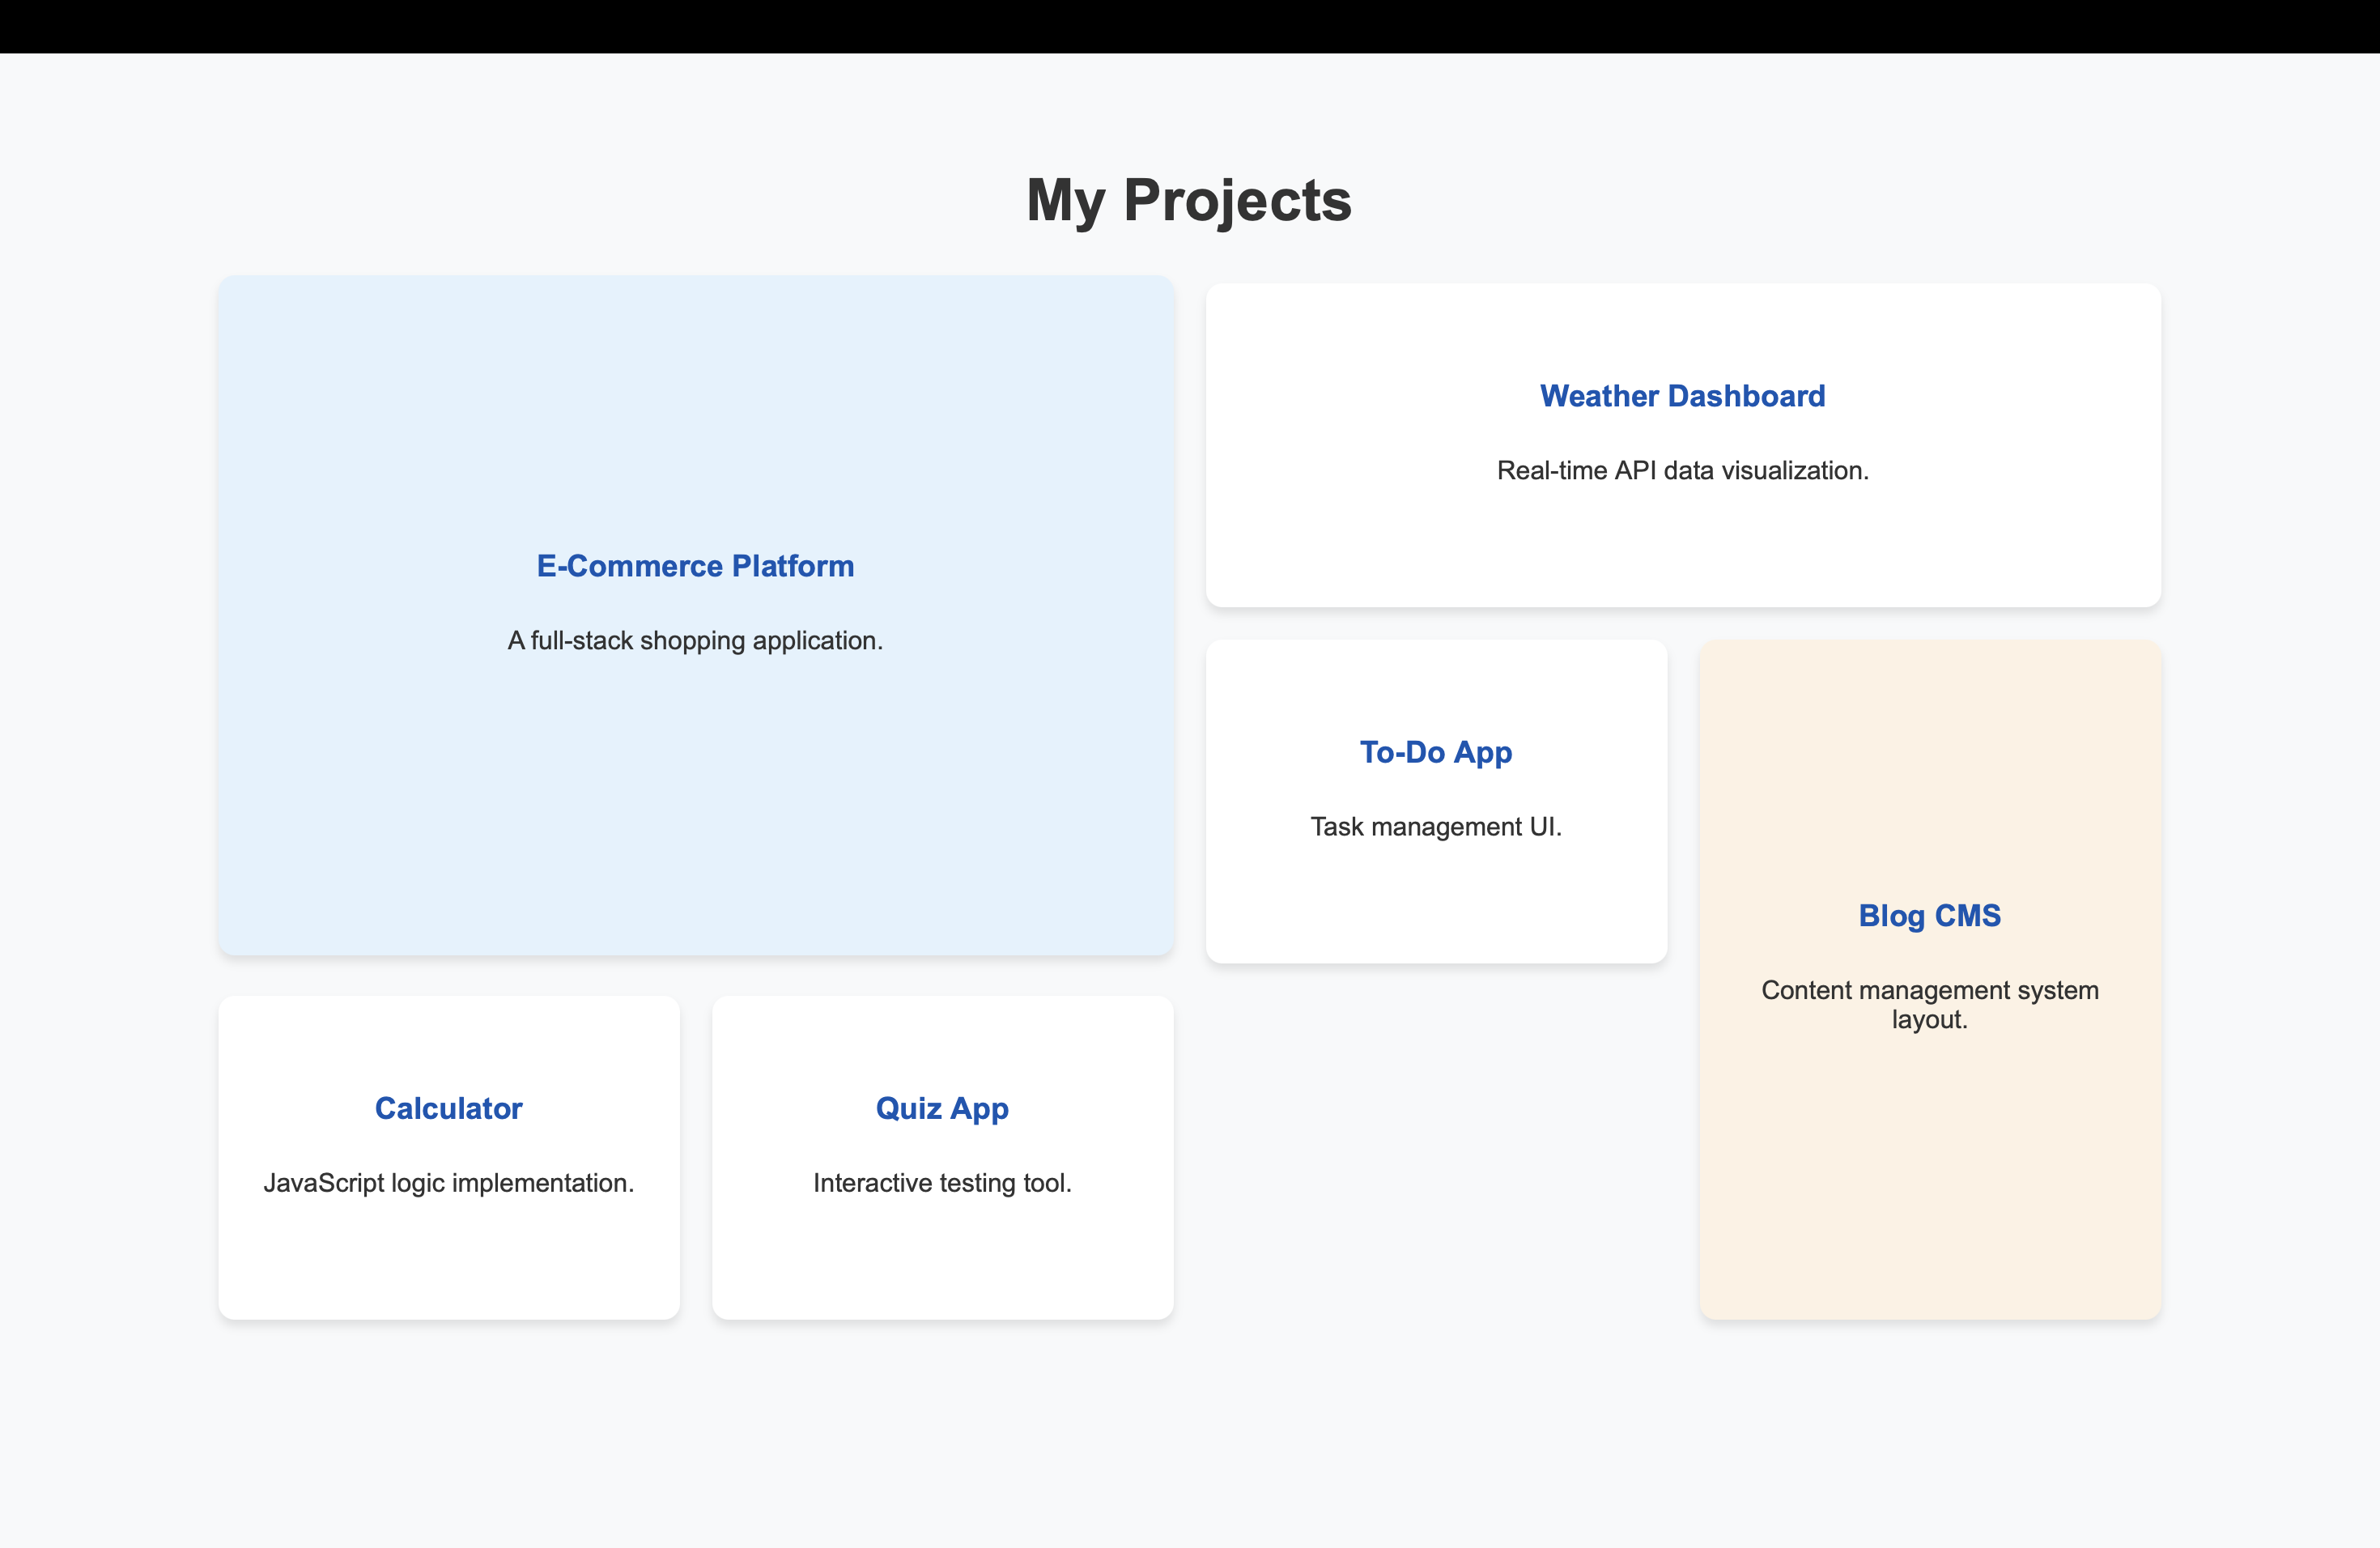 My Projects
E-Commerce Platform
A full-stack shopping application.
Weather Dashboard
Real-time API data visualization.
To-Do App
Task management UI.
Blog CMS
Content management system
layout.
Calculator
JavaScript logic implementation.
Quiz App
Interactive testing tool.